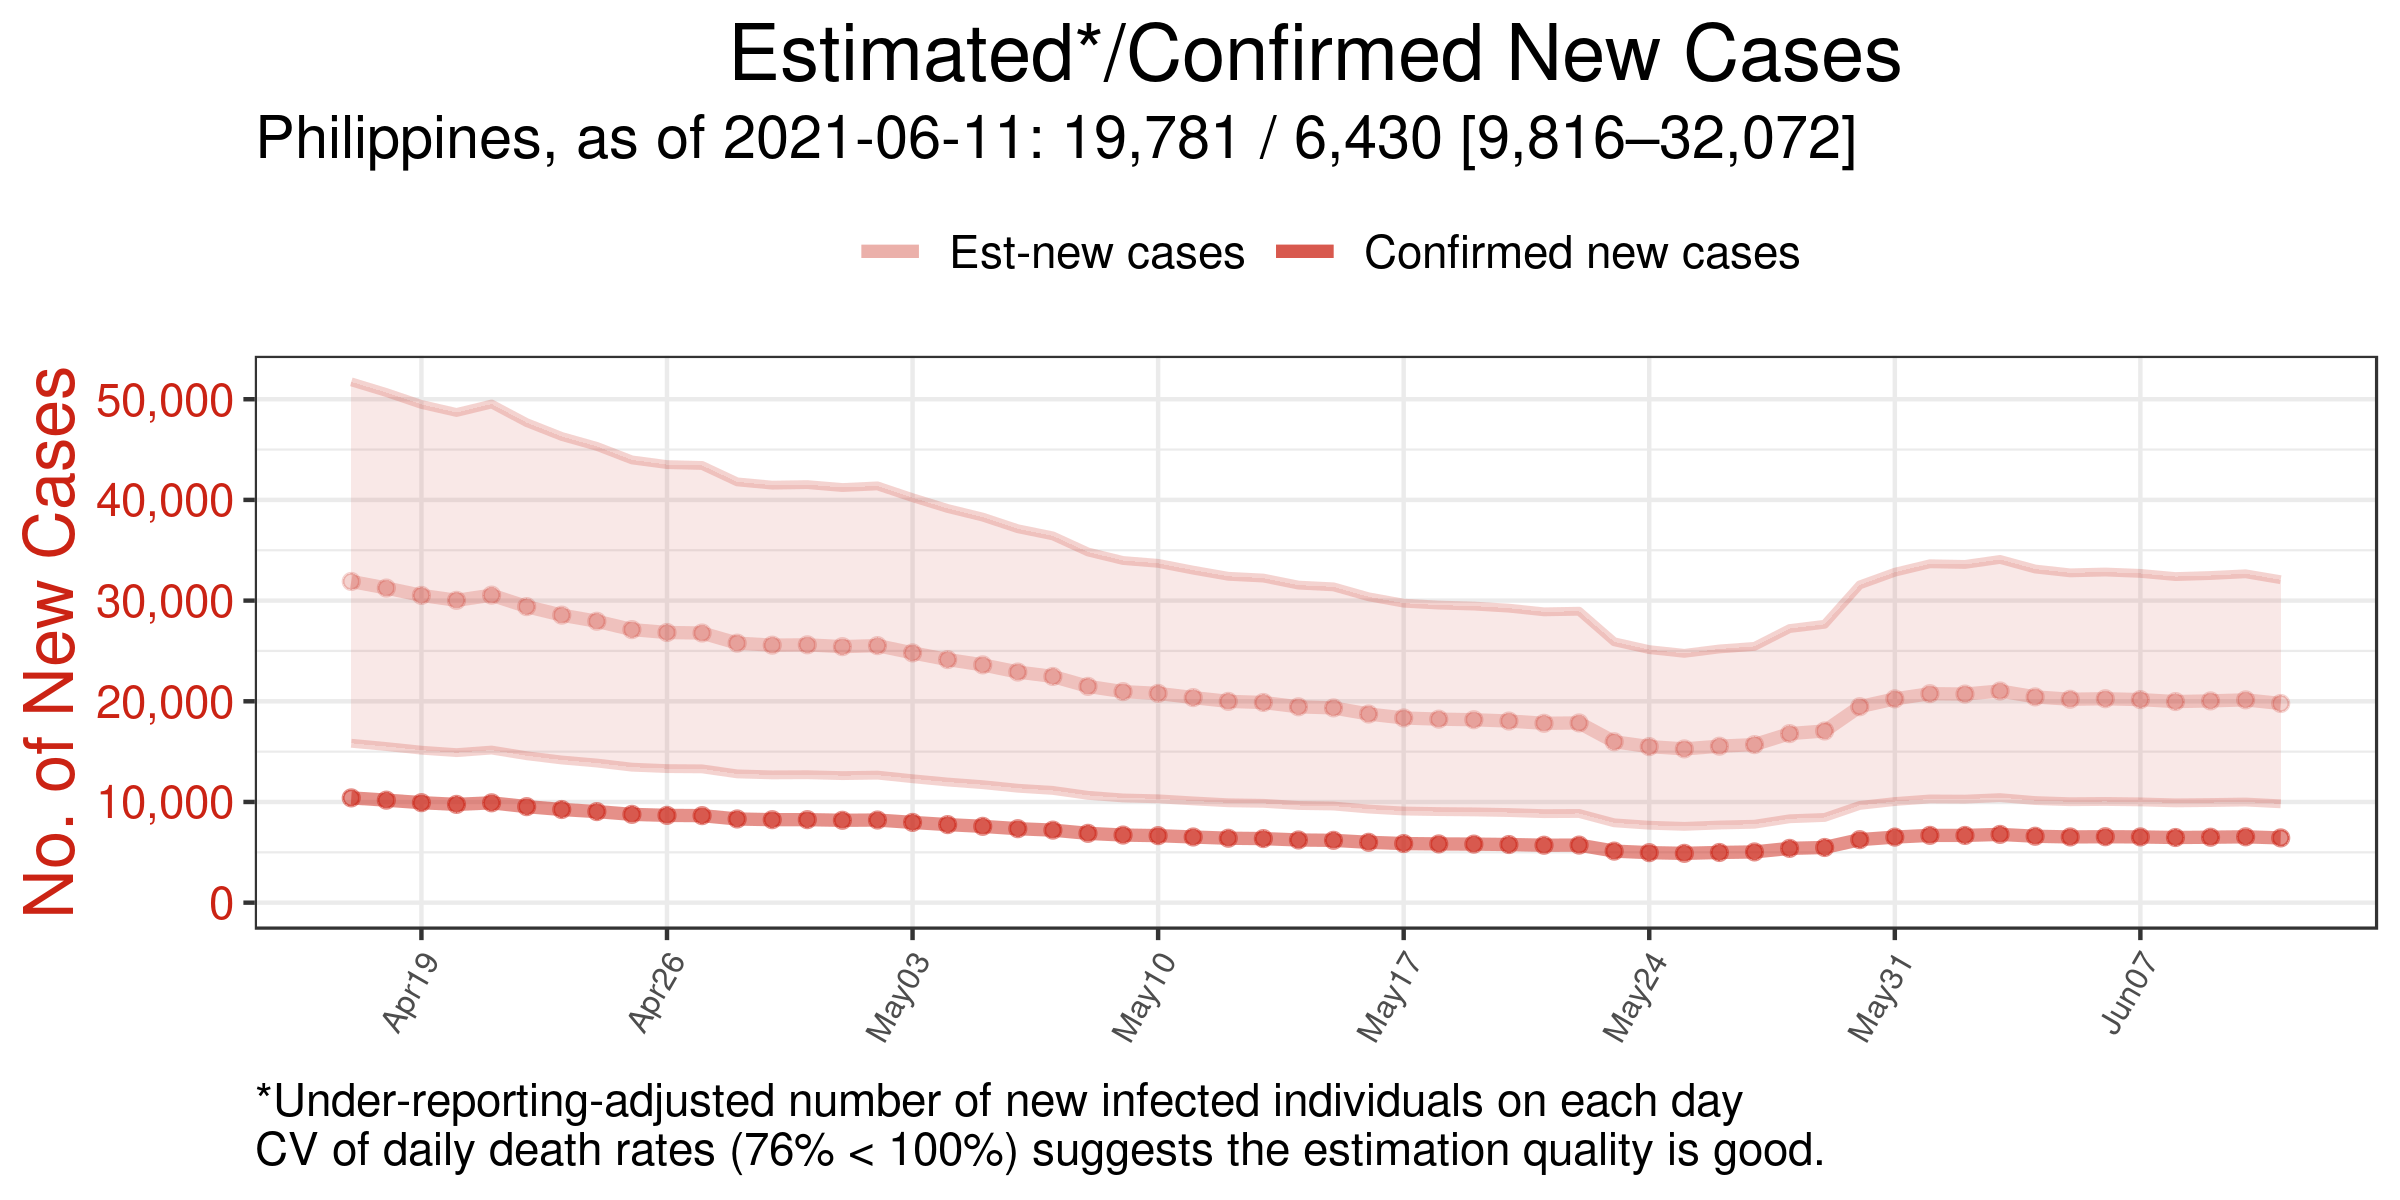 Estimated*/Confirmed New Cases
Philippines, as of 2021-06-11: 19,781 / 6,430 [9,816–32,072]
Est-new cases Confirmed new cases
No. of New Cases
50,000
40,000
30,000
20,000
10,000
0
Apr19 Apr26 May03 May10 May17 May24 May31 Jun07
*Under-reporting-adjusted number of new infected individuals on each day
CV of daily death rates (76% < 100%) suggests the estimation quality is good.